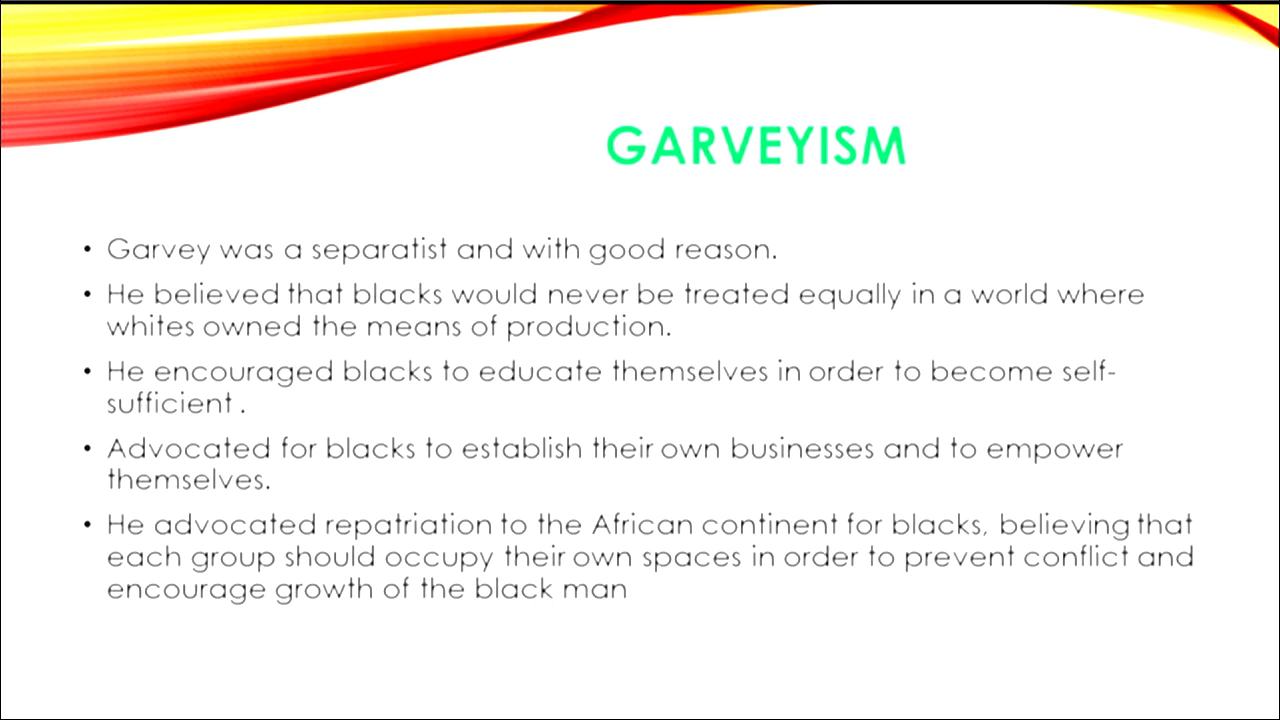 GARVEYISM
• Garvey was a separatist and with good reason.
• He believed that blacks would never be treated equally in a world where
whites owned the means of production.
• He encouraged blacks to educate themselves in order to become self-
sufficient .
• Advocated for blacks to establish their own businesses and to empower
themselves.
• He advocated repatriation to the African continent for blacks, believing that
each group should occupy their own spaces in order to prevent conflict and
encourage growth of the black man